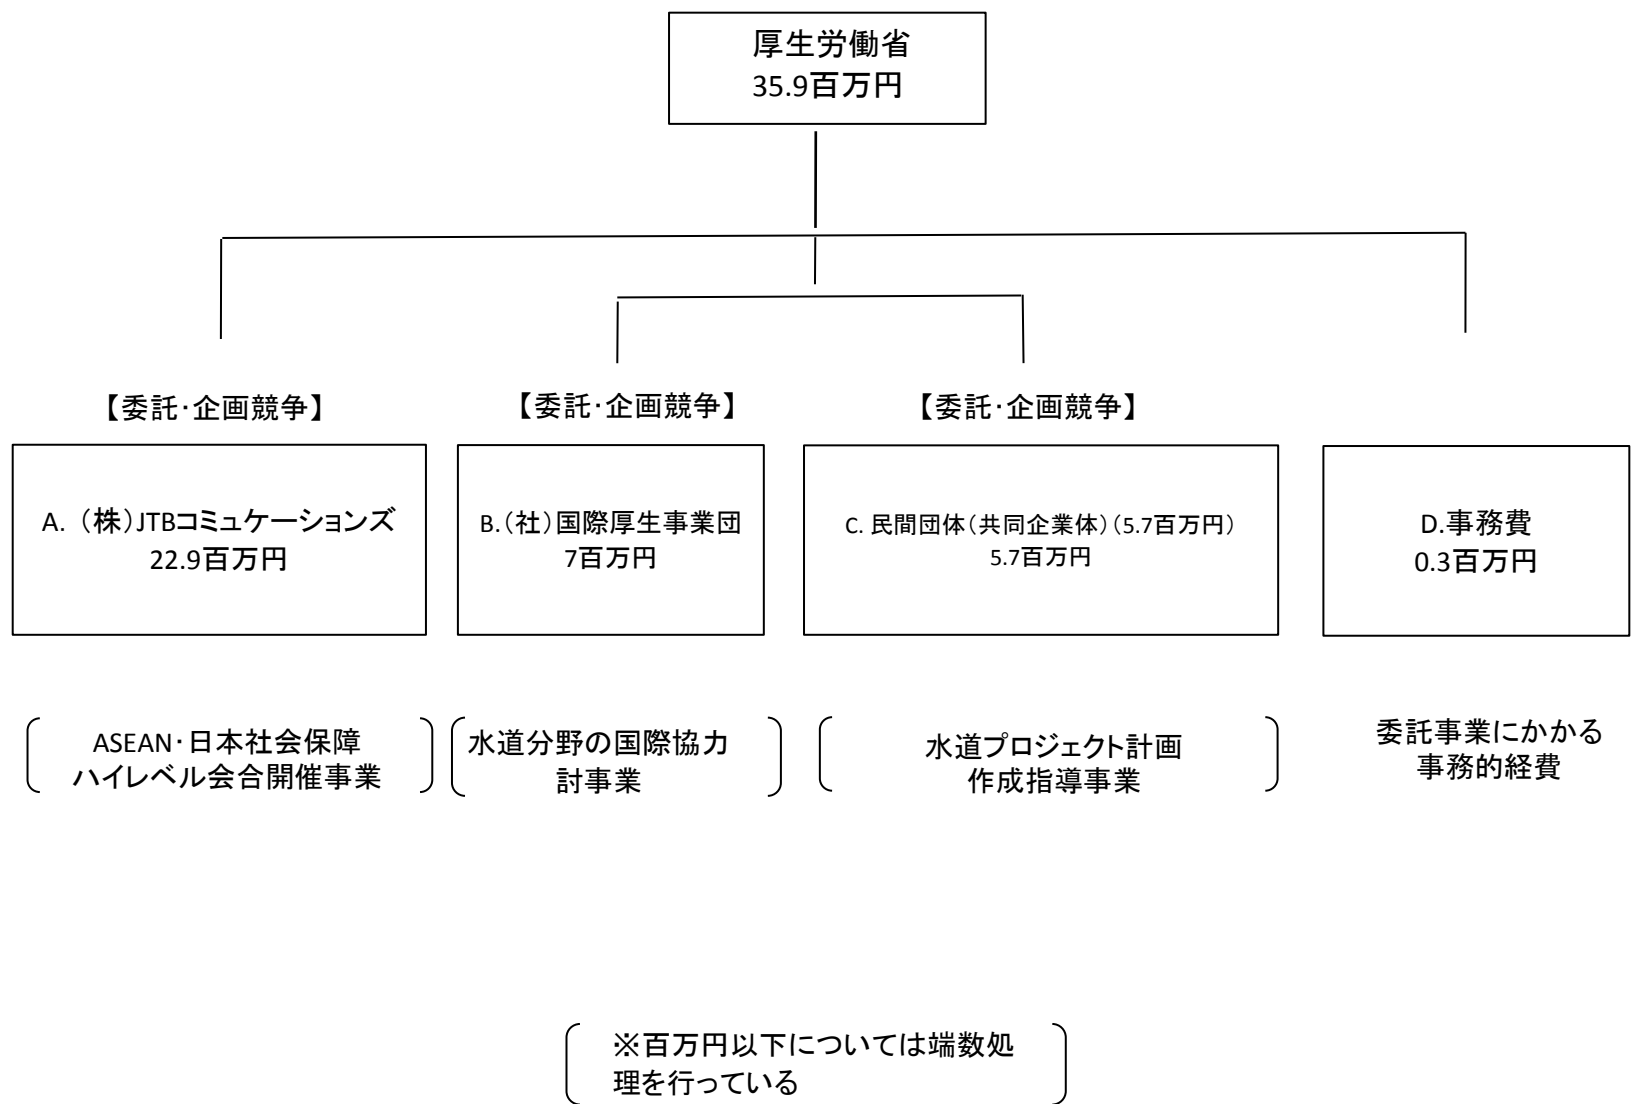 厚生労働省
35.9百万円
【委託・企画競争】
【委託・企画競争】
【委託・企画競争】
A. （株）JTBコミュケーションズ
22.9百万円
B.（社）国際厚生事業団
7百万円
C. 民間団体（共同企業体）（5.7百万円）
5.7百万円
D.事務費
0.3百万円
ASEAN・日本社会保障
ハイレベル会合開催事業
水道分野の国際協力
討事業
水道プロジェクト計画
作成指導事業
委託事業にかかる
事務的経費
※百万円以下については端数処
理を行っている